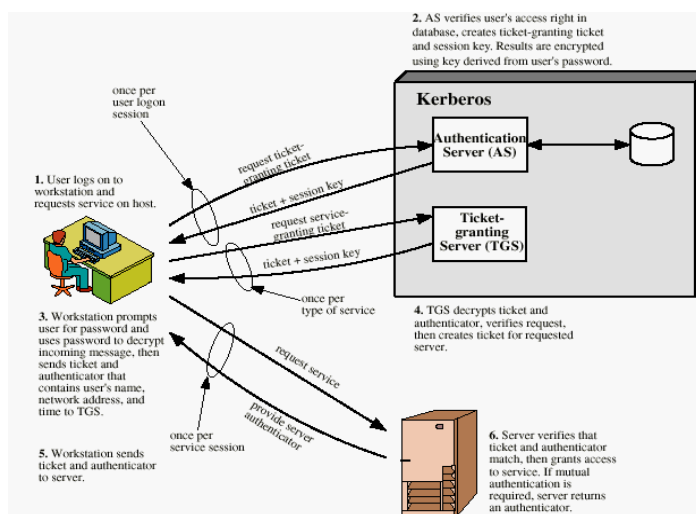 2. AS verifies user's access right in
database, creates ticket-granting ticket
and session key. Results are encrypted
using key derived from user's password.
once per
user logon
session
Kerberos
Authentication
Server (AS)
request ticket-
granting ticket
1. User logs on to
workstation and
requests service on host.
ticket + session key
request service-
granting ticket
Ticket-
granting
Server (TGS)
ticket + session key
once per
type of service
3. Workstation prompts
user for password and
uses password to decrypt
incoming message, then
sends ticket and
authenticator that
contains user's name,
network address, and
time to TGS.
4. TGS decrypts ticket and
authenticator, verifies request,
then creates ticket for requested
server.
request service
provide server
authenticator
once per
service session
5. Workstation sends
ticket and authenticator
to server.
6. Server verifies that
ticket and authenticator
match, then grants access
to service. If mutual
authentication is
required, server returns
an authenticator.